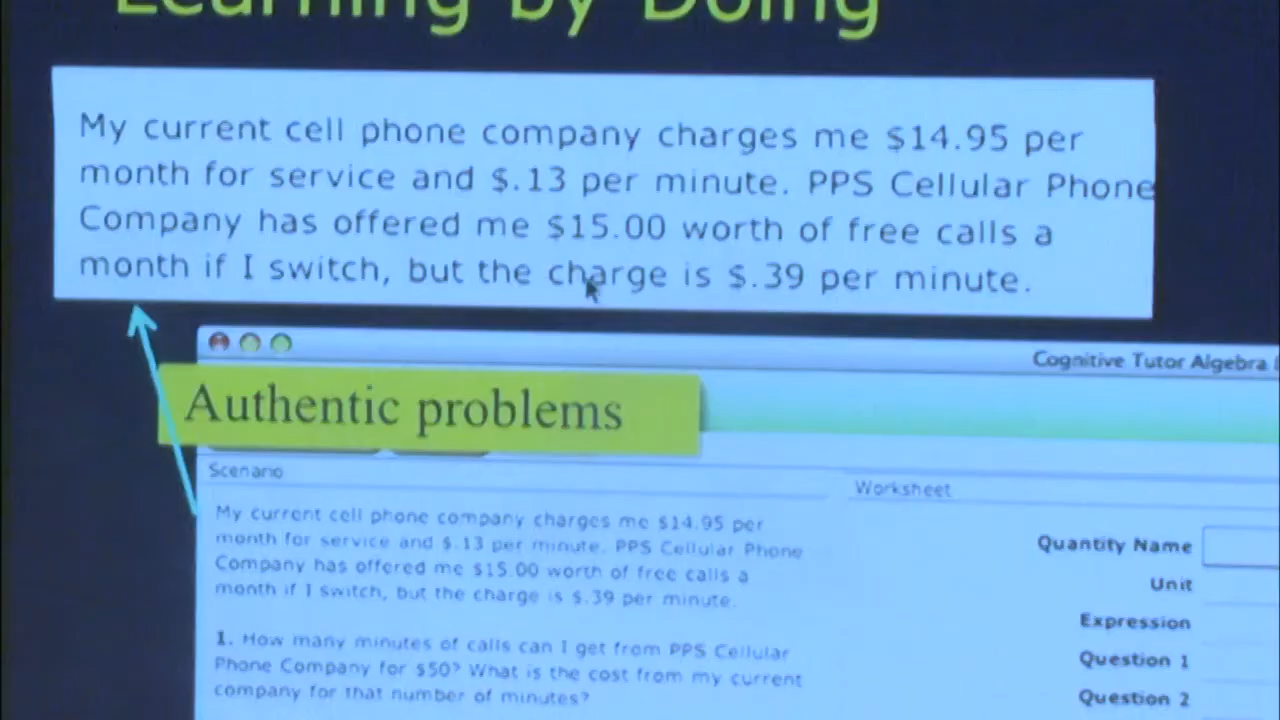 Learning by Doing
My current cell phone company charges me $14.95 per
month for service and $.13 per minute. PPS Cellular Phone
Company has offered me $15.00 worth of free calls a
month if I switch, but the charge is $.39 per minute.
Cognitive Tutor Algebra
Authentic problems
Scenario
My current cell phone company charges me $14.95 per
month for service and $.13 per minute. PPS Cellular Phone
Company has offered me $15.00 worth of free calls a
month if I switch, but the charge is $.39 per minute.
1. How many minutes of calls can I get from PPS Cellular
Phone Company for $50? What is the cost from my current
company for that number of minutes?
Worksheet
Quantity Name
Unit
Expression
Question 1
Question 2